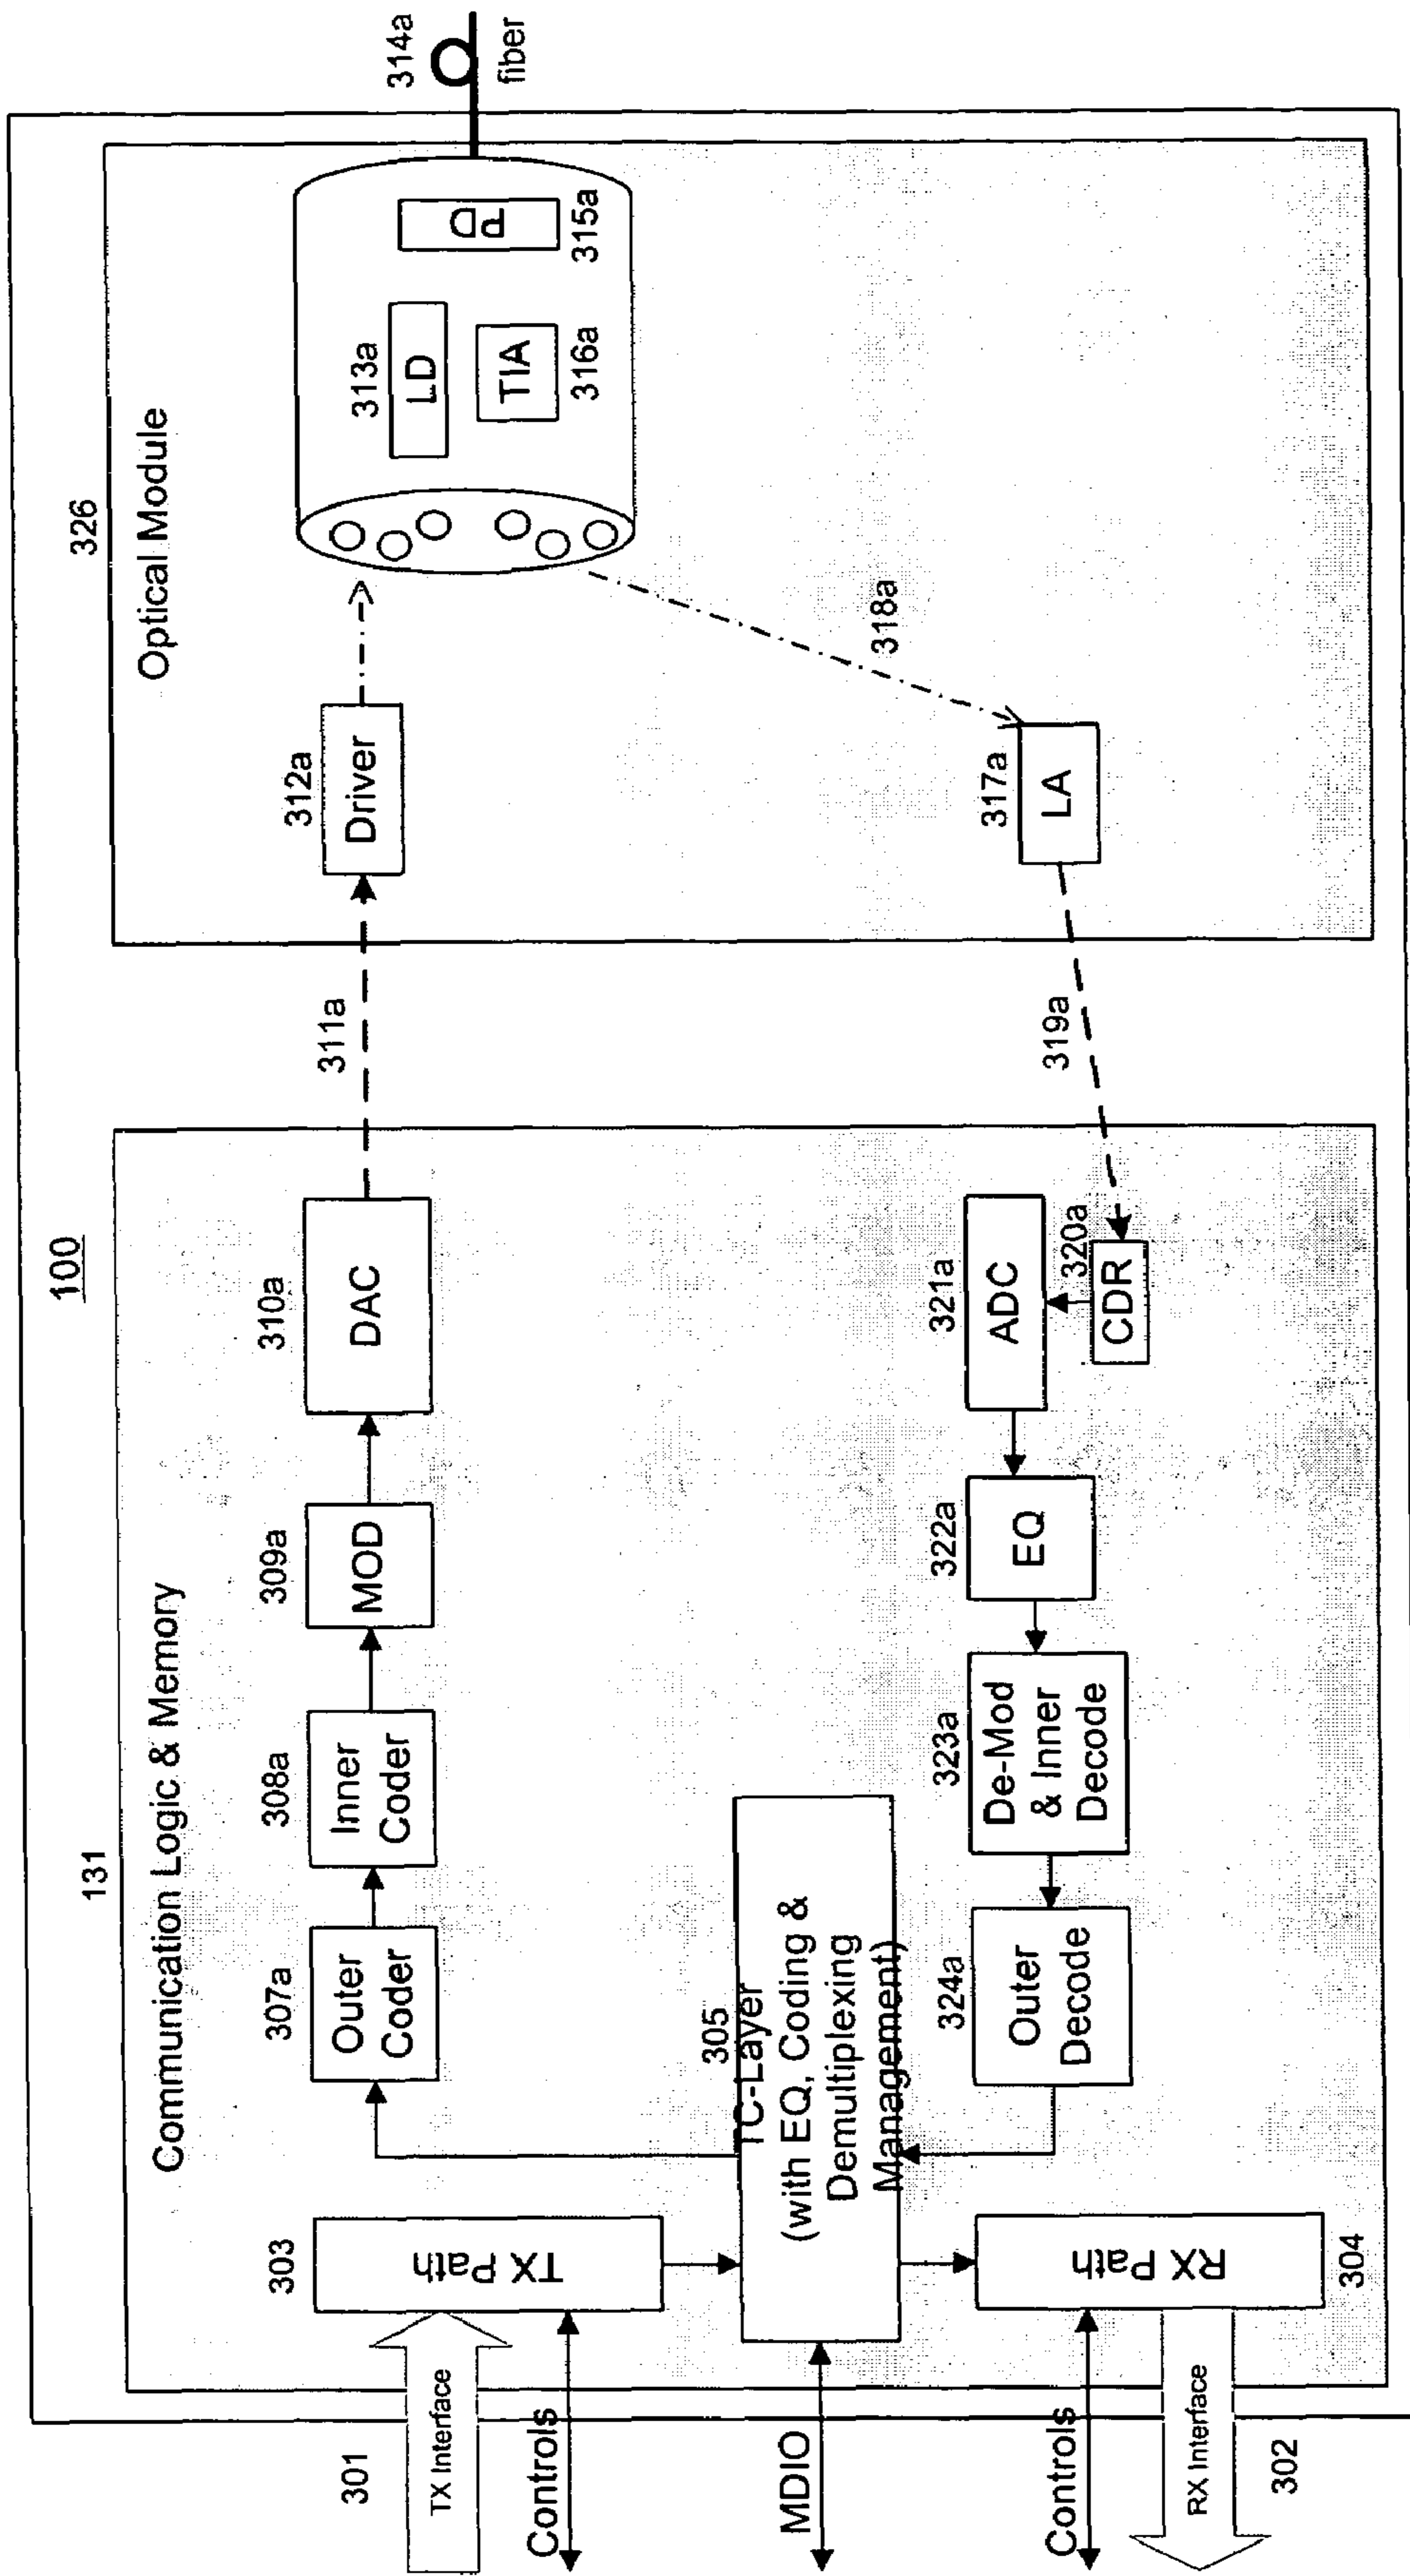 100
131
Communication Logic & Memory
326
Optical Module
301
TX Interface
Controls
303
TX Path
307a
Outer
Coder
308a
Inner
Coder
309a
MOD
310a
DAC
311a
312a
Driver
313a
LD
TIA
316a
PD
315a
314a
fiber
MDIO
305
TC-Layer
(with EQ, Coding &
Demultiplexing
Management)
318a
317a
LA
319a
320a
CDR
321a
ADC
322a
EQ
323a
De-Mod
& Inner
Decode
324a
Outer
Decode
Controls
RX Path
304
RX Interface
302